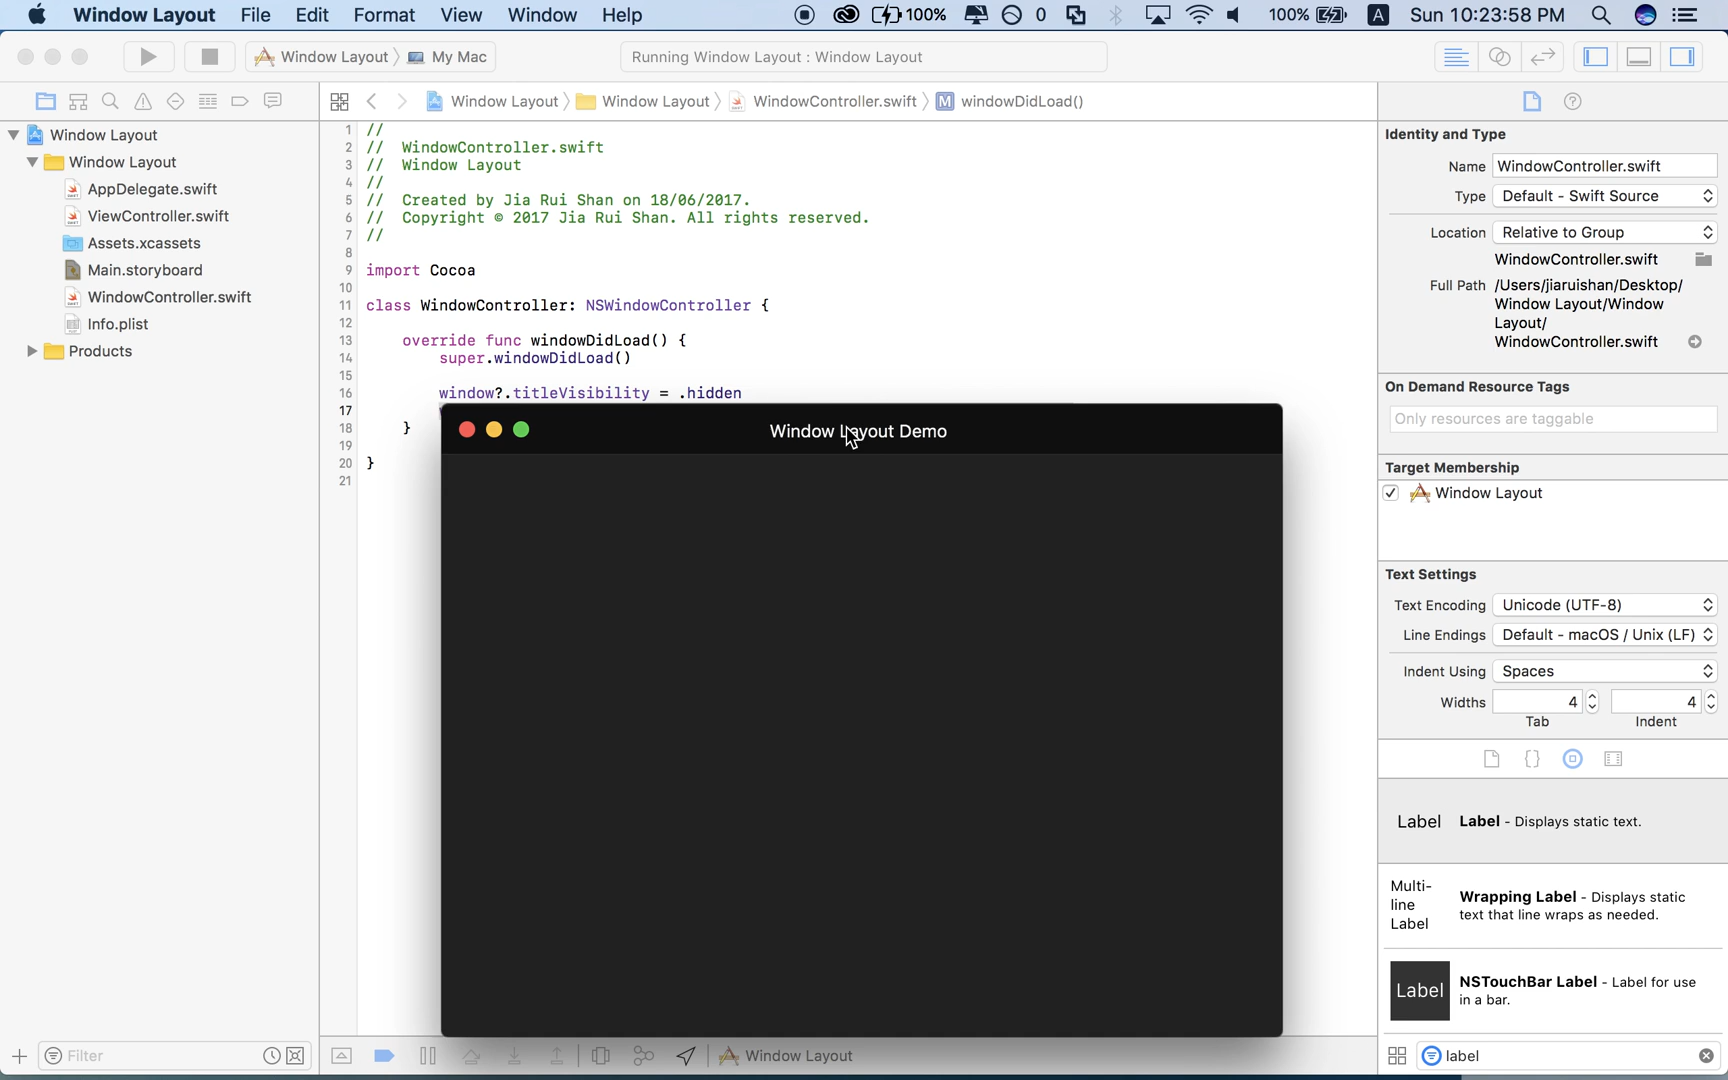 Window Layout File Edit Format View Window Help 100% 0 100% A Sun 10:23:58 PM
Window Layout My Mac Running Window Layout : Window Layout
Window Layout Window Layout WindowController.swift M windowDidLoad()
Window Layout
Window Layout
AppDelegate.swift
ViewController.swift
Assets.xcassets
Main.storyboard
WindowController.swift
Info.plist
Products
Filter
1 //
2 // WindowController.swift
3 // Window Layout
4 //
5 // Created by Jia Rui Shan on 18/06/2017.
6 // Copyright © 2017 Jia Rui Shan. All rights reserved.
7 //
8
9 import Cocoa
10
11 class WindowController: NSWindowController {
12
13 override func windowDidLoad() {
14 super.windowDidLoad()
15
16 window?.titleVisibility = .hidden
17
18 }
19
20 }
21
Window Layout Demo
Window Layout
Identity and Type
Name WindowController.swift
Type Default - Swift Source
Location Relative to Group
WindowController.swift
Full Path /Users/jiaruishan/Desktop/
Window Layout/Window
Layout/
WindowController.swift
On Demand Resource Tags
Only resources are taggable
Target Membership
Window Layout
Text Settings
Text Encoding Unicode (UTF-8)
Line Endings Default - macOS / Unix (LF)
Indent Using Spaces
Widths 4 4
Tab Indent
Label Label - Displays static text.
Multi-
line
Label
Wrapping Label - Displays static
text that line wraps as needed.
Label
NSTouchBar Label - Label for use
in a bar.
label